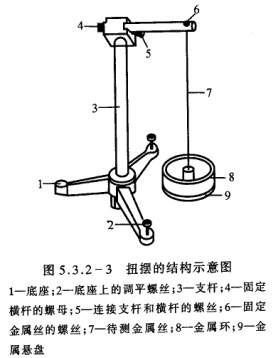 4
6
5
3
7
1
8
9
2
图 5.3.2-3 扭摆的结构示意图
1—底座;2—底座上的调平螺丝;3—支杆;4—固定
横杆的螺母;5—连接支杆和横杆的螺丝;6—固定
金属丝的螺丝;7—待测金属丝;8—金属环;9—金
属悬盘